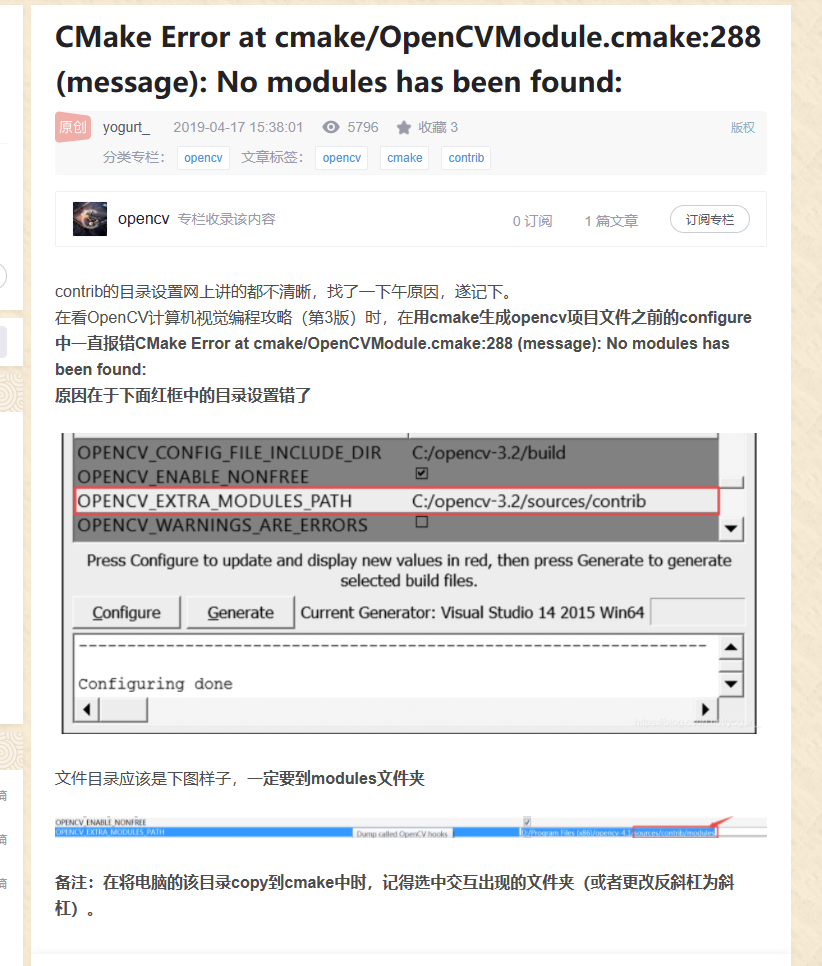 CMake Error at cmake/OpenCVModule.cmake:288
(message): No modules has been found:
原创 yogurt_ 2019-04-17 15:38:01 5796 收藏 3 版权
分类专栏： opencv 文章标签： opencv cmake contrib
opencv 专栏收录该内容 0 订阅 1 篇文章 订阅专栏
contrib的目录设置网上讲的都不清晰，找了一下午原因，遂记下。
在看OpenCV计算机视觉编程攻略（第3版）时，在用cmake生成opencv项目文件之前的configure
中一直报错CMake Error at cmake/OpenCVModule.cmake:288 (message): No modules has
been found:
原因在于下面红框中的目录设置错了
OPENCV_CONFIG_FILE_INCLUDE_DIR C:/opencv-3.2/build
OPENCV_ENABLE_NONFREE
OPENCV_EXTRA_MODULES_PATH C:/opencv-3.2/sources/contrib
OPENCV_WARNINGS_ARE_ERRORS
Press Configure to update and display new values in red, then press Generate to generate
selected build files.
Configure Generate Current Generator: Visual Studio 14 2015 Win64
Configuring done
文件目录应该是下图样子，一定要到modules文件夹
OPENCV_ENABLE_NONFREE
OPENCV_EXTRA_MODULES_PATH D:/Program Files (x86)/opencv-4.1/sources/contrib/modules
Dump called OpenCV hooks
备注：在将电脑的该目录copy到cmake中时，记得选中交互出现的文件夹（或者更改反斜杠为斜
杠）。